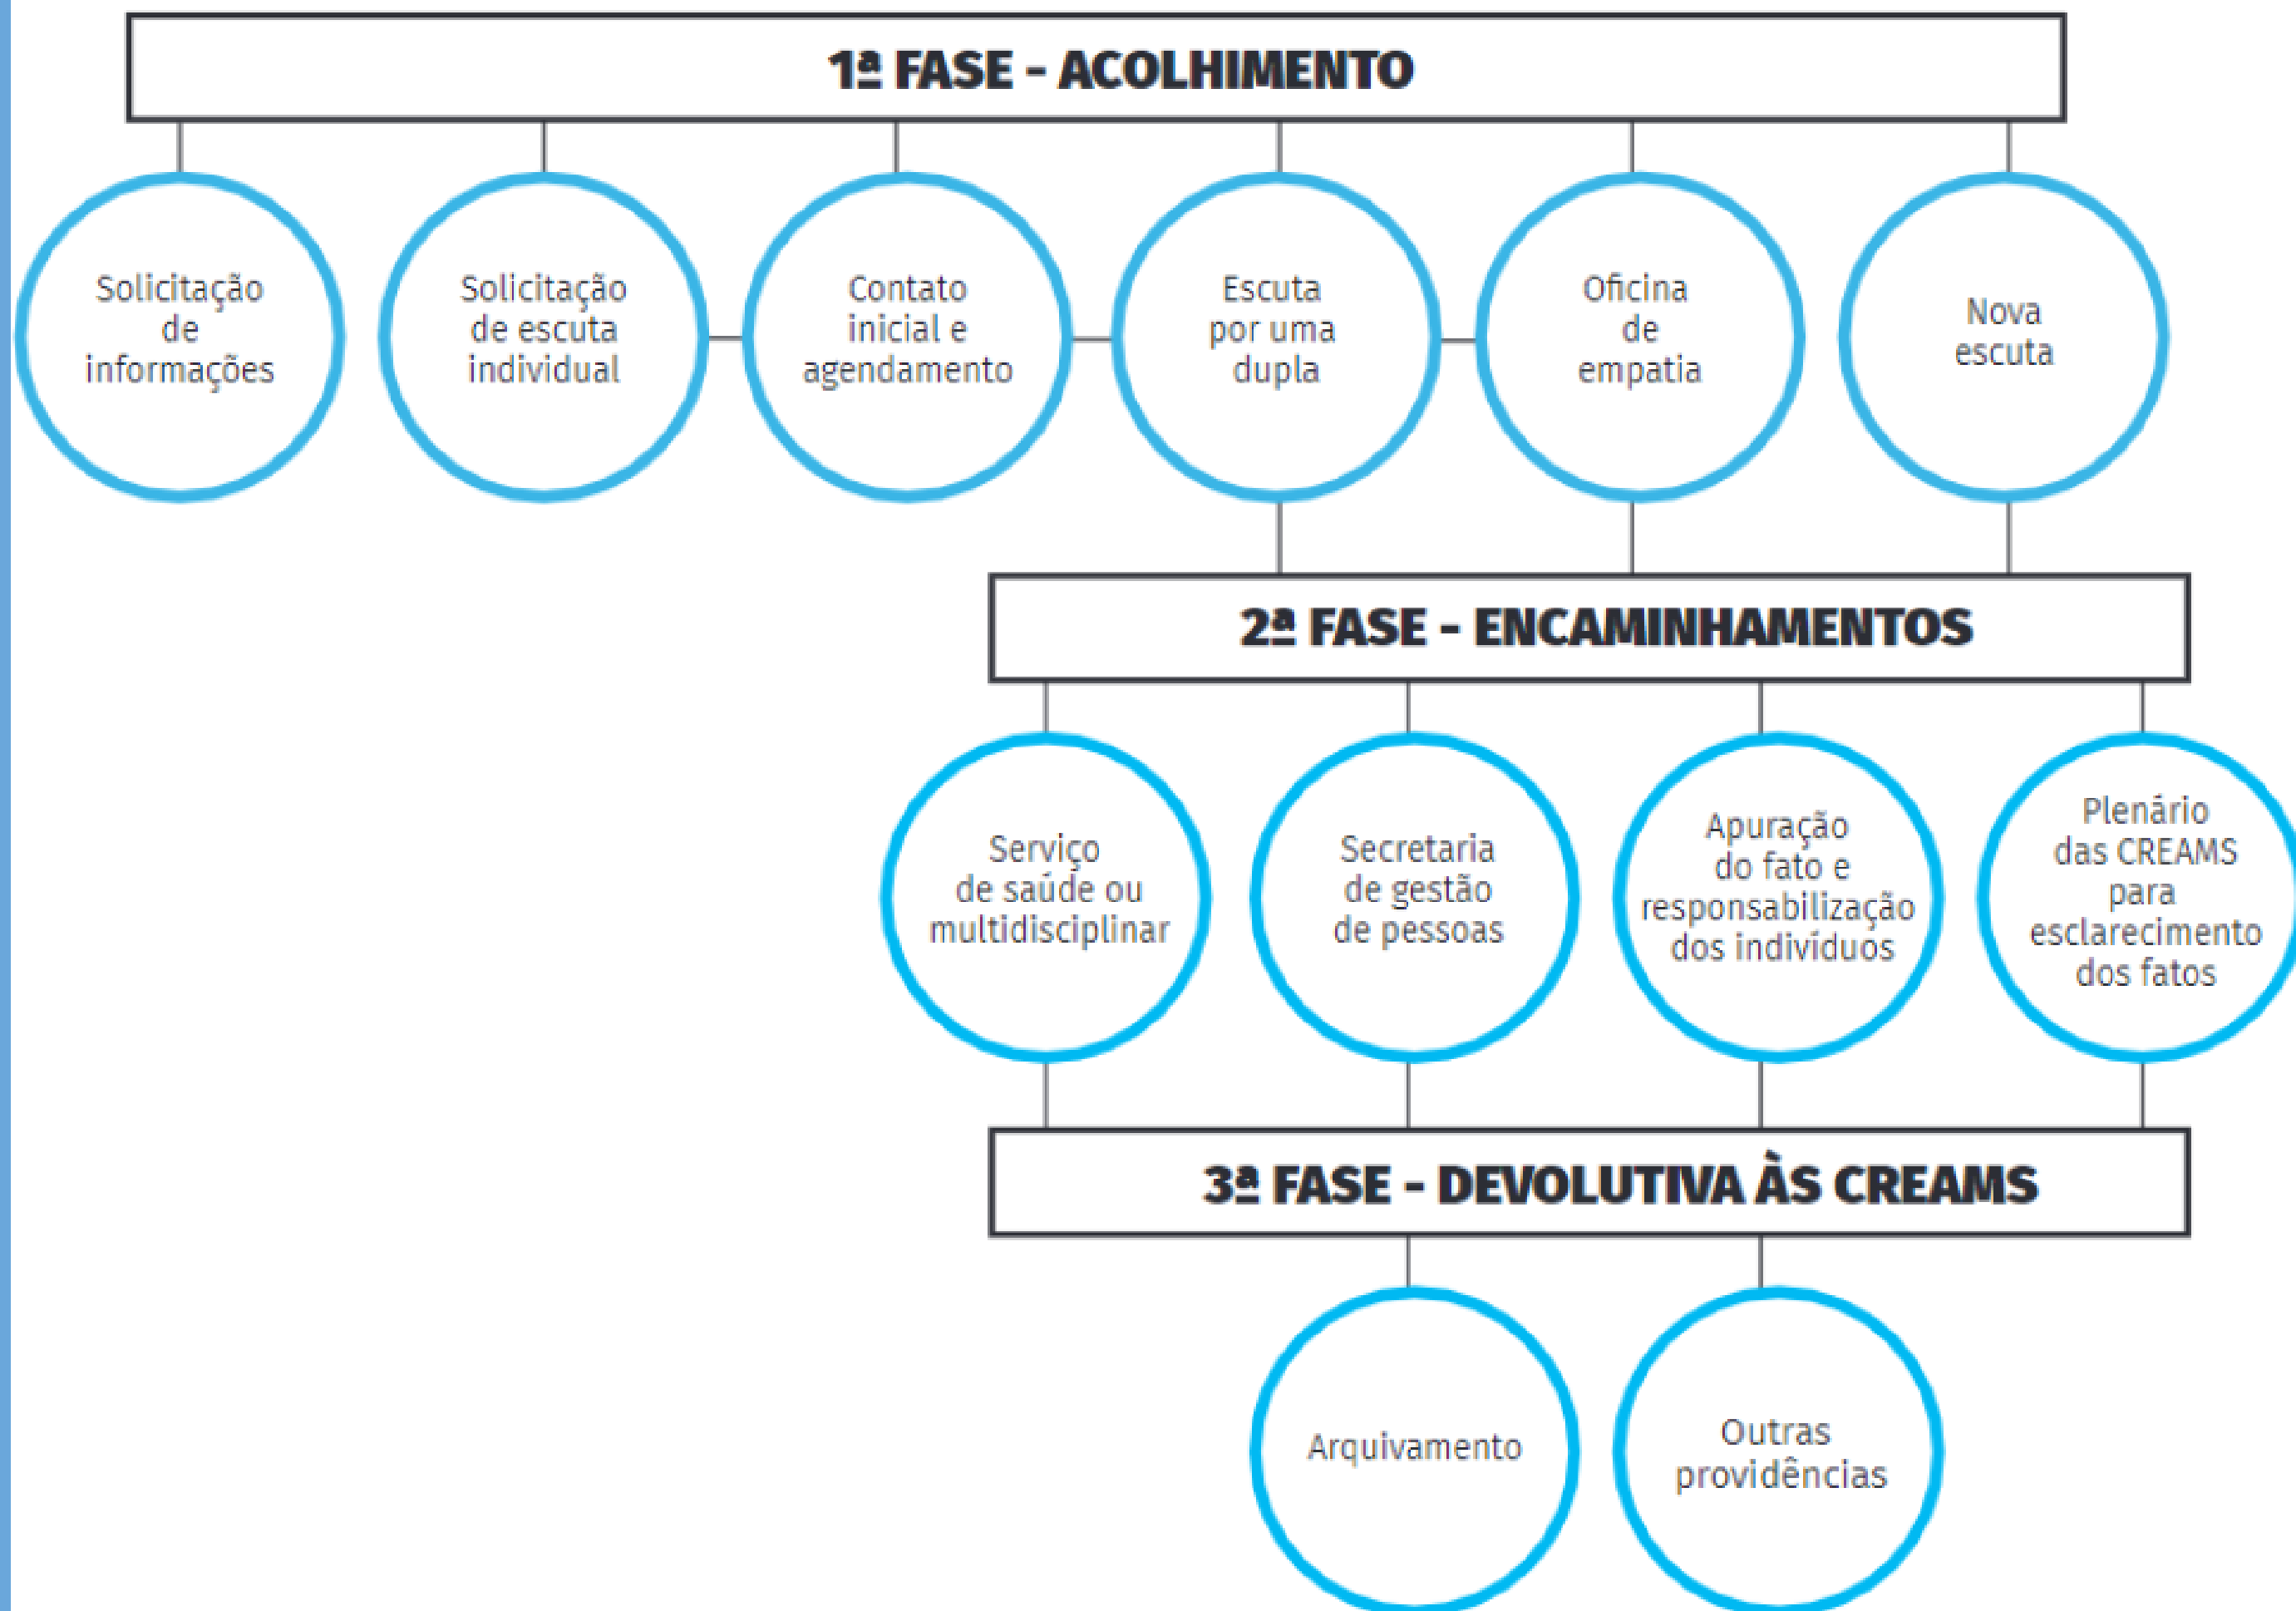 1ª FASE - ACOLHIMENTO
Solicitação
de
informações
Solicitação
de escuta
individual
Contato
inicial e
agendamento
Escuta
por uma
dupla
Oficina
de
empatia
Nova
escuta
2ª FASE - ENCAMINHAMENTOS
Serviço
de saúde ou
multidisciplinar
Secretaria
de gestão
de pessoas
Apuração
do fato e
responsabilização
dos indivíduos
Plenário
das CREAMS
para
esclarecimento
dos fatos
3ª FASE - DEVOLUTIVA ÀS CREAMS
Arquivamento
Outras
providências